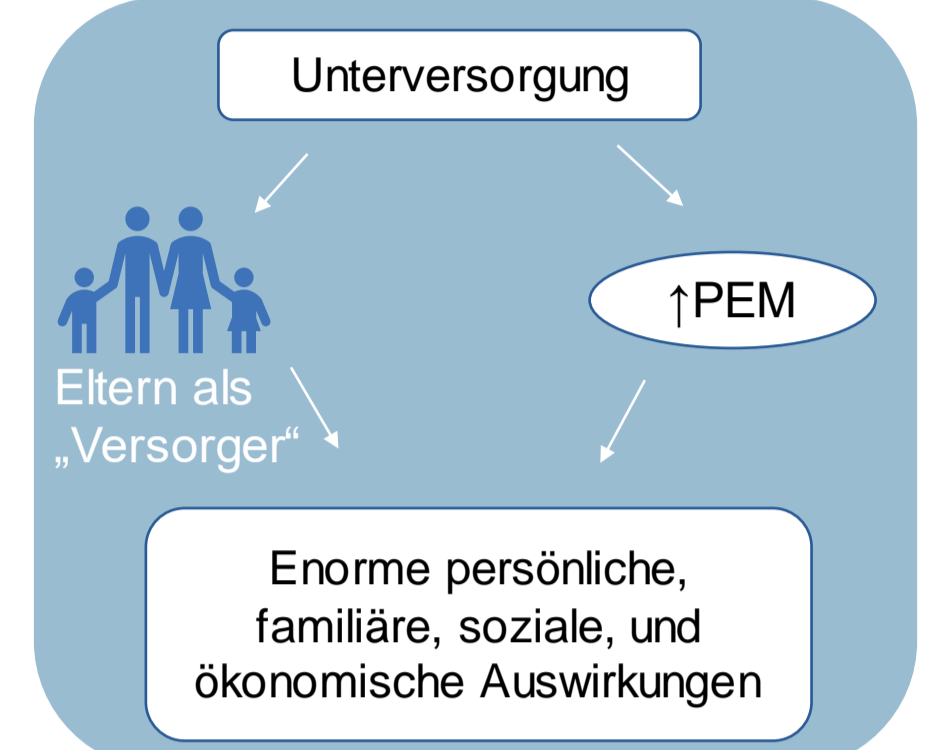 Unterversorgung
↑PEM
Eltern als
„Versorger“
Enorme persönliche,
familiäre, soziale, und
ökonomische Auswirkungen